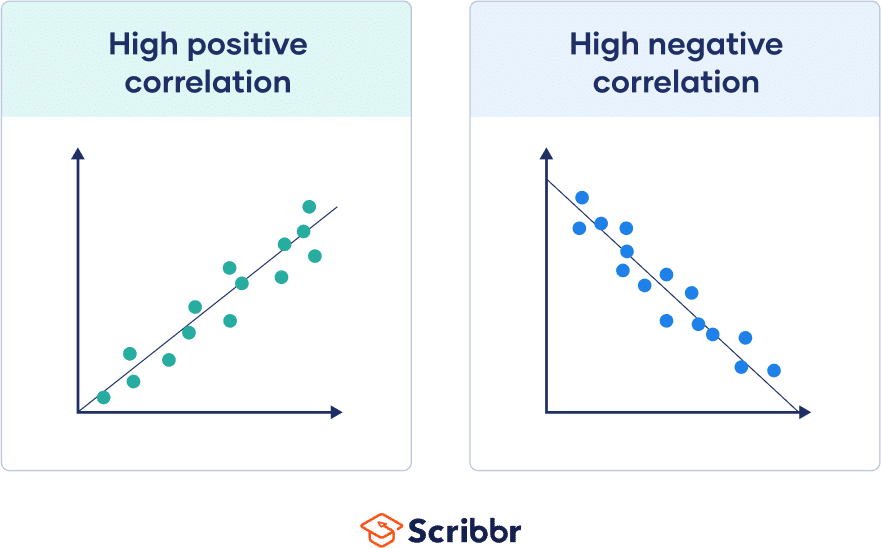 High positive
correlation
High negative
correlation
Scribbr